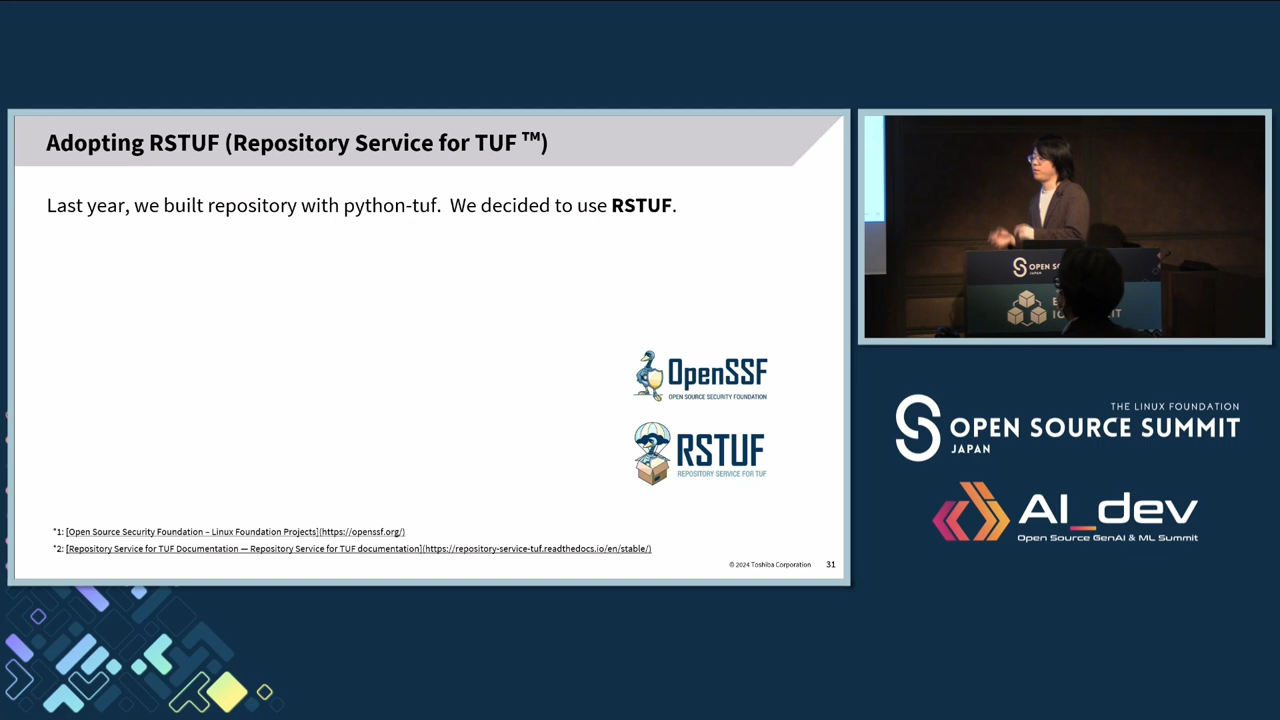 Adopting RSTUF (Repository Service for TUF ™)
Last year, we built repository with python-tuf.  We decided to use RSTUF.
OpenSSF
OPEN SOURCE SECURITY FOUNDATION
RSTUF
REPOSITORY SERVICE FOR TUF
*1: [Open Source Security Foundation – Linux Foundation Projects](https://openssf.org/)
*2: [Repository Service for TUF Documentation — Repository Service for TUF documentation](https://repository-service-tuf.readthedocs.io/en/stable/)
© 2024 Toshiba Corporation
31
OPEN
JAPAN
THE LINUX FOUNDATION
OPEN SOURCE SUMMIT
JAPAN
AI_dev
Open Source GenAI & ML Summit